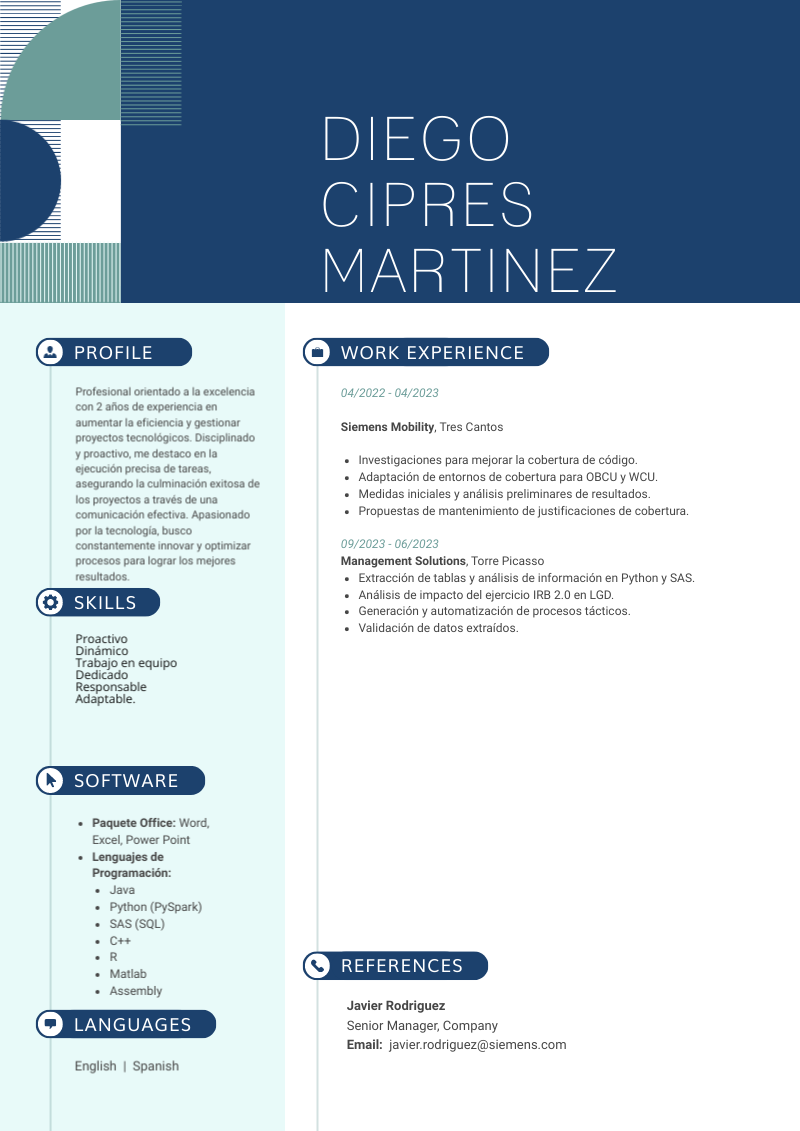 DIEGO
CIPRES
MARTINEZ
PROFILE
Profesional orientado a la excelencia
con 2 años de experiencia en
aumentar la eficiencia y gestionar
proyectos tecnológicos. Disciplinado
y proactivo, me destaco en la
ejecución precisa de tareas,
asegurando la culminación exitosa de
los proyectos a través de una
comunicación efectiva. Apasionado
por la tecnología, busco
constantemente innovar y optimizar
procesos para lograr los mejores
resultados.
SKILLS
Proactivo
Dinámico
Trabajo en equipo
Dedicado
Responsable
Adaptable.
SOFTWARE
• Paquete Office: Word,
Excel, Power Point
• Lenguajes de
Programación:
• Java
• Python (PySpark)
• SAS (SQL)
• C++
• R
• Matlab
• Assembly
LANGUAGES
English | Spanish
WORK EXPERIENCE
04/2022 - 04/2023
Siemens Mobility, Tres Cantos
• Investigaciones para mejorar la cobertura de código.
• Adaptación de entornos de cobertura para OBCU y WCU.
• Medidas iniciales y análisis preliminares de resultados.
• Propuestas de mantenimiento de justificaciones de cobertura.
09/2023 - 06/2023
Management Solutions, Torre Picasso
• Extracción de tablas y análisis de información en Python y SAS.
• Análisis de impacto del ejercicio IRB 2.0 en LGD.
• Generación y automatización de procesos tácticos.
• Validación de datos extraídos.
REFERENCES
Javier Rodriguez
Senior Manager, Company
Email: javier.rodriguez@siemens.com